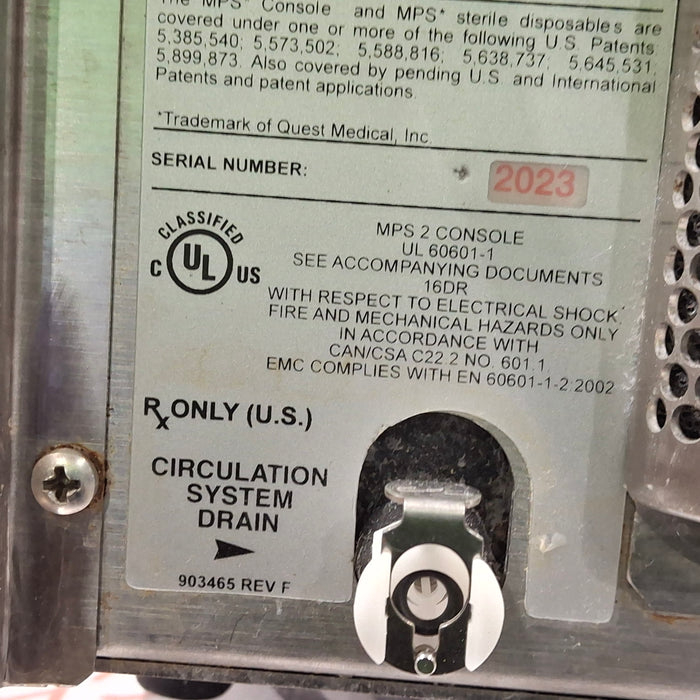 The MPS* Console and MPS* sterile disposables are
covered under one or more of the following U.S. Patents:
5,385,540; 5,573,502; 5,588,816; 5,638,737; 5,645,531;
5,899,873. Also covered by pending U.S. and International
Patents and patent applications.
*Trademark of Quest Medical, Inc.
SERIAL NUMBER: 2023
CLASSIFIED
C UL US
MPS 2 CONSOLE
UL 60601-1
SEE ACCOMPANYING DOCUMENTS
16DR
WITH RESPECT TO ELECTRICAL SHOCK
FIRE AND MECHANICAL HAZARDS ONLY
IN ACCORDANCE WITH
CAN/CSA C22.2 NO. 601.1
EMC COMPLIES WITH EN 60601-1-2:2002
Rx ONLY (U.S.)
CIRCULATION
SYSTEM
DRAIN
903465 REV F